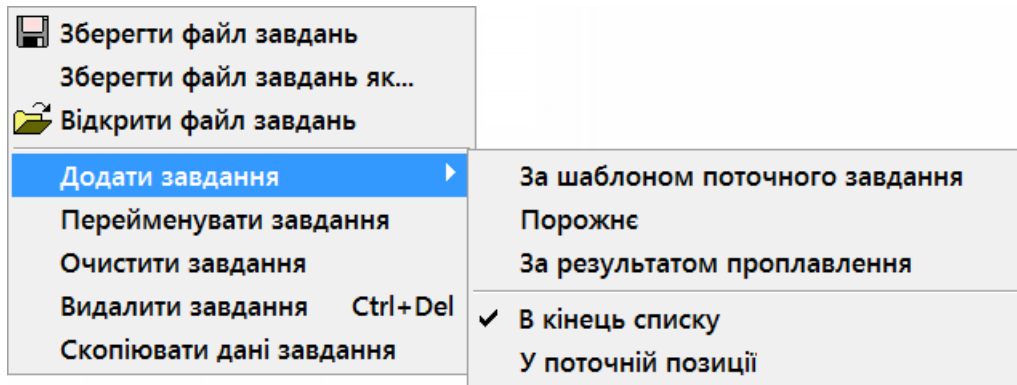 Зберегти файл завдань
Зберегти файл завдань як...
Відкрити файл завдань
Додати завдання
Перейменувати завдання
Очистити завдання
Видалити завдання Ctrl+Del
Скопіювати дані завдання
За шаблоном поточного завдання
Порожнє
За результатом проплавлення
В кінець списку
У поточній позиції